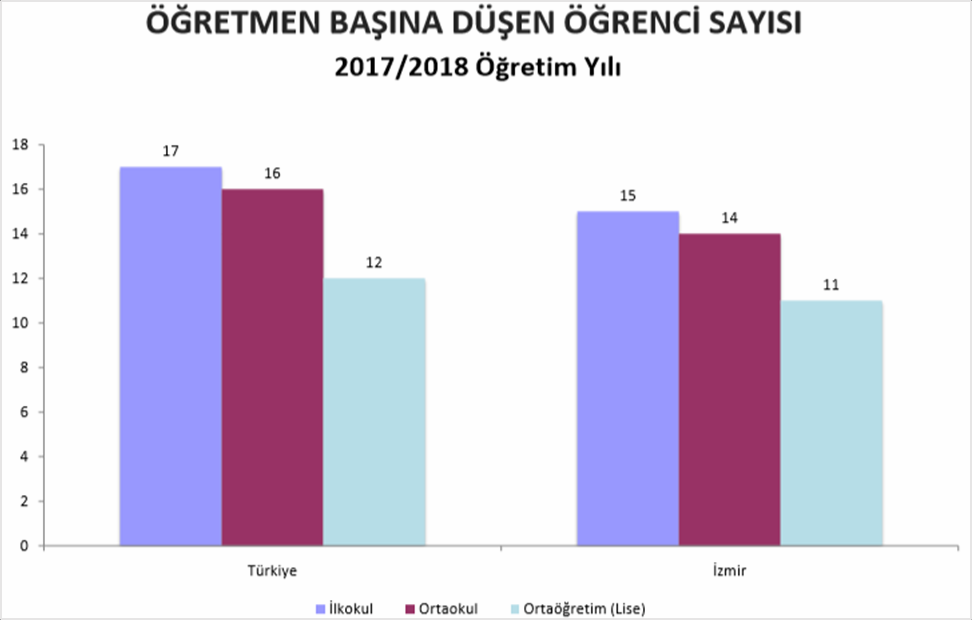 ÖĞRETMEN BAŞINA DÜŞEN ÖĞRENCİ SAYISI
2017/2018 Öğretim Yılı
18
16
14
12
10
8
6
4
2
0
17
16
12
15
14
11
Türkiye
İzmir
İlkokul
Ortaokul
Ortaöğretim (Lise)